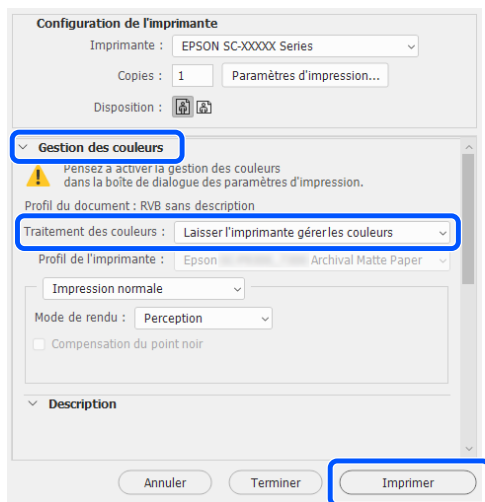 Configuration de l'imprimante
Imprimante : EPSON SC-XXXXX Series
Copies : 1 Paramètres d'impression...
Disposition :
Gestion des couleurs
Pensez à activer la gestion des couleurs
dans la boîte de dialogue des paramètres d'impression.
Profil du document : RVB sans description
Traitement des couleurs : Laisser l'imprimante gérer les couleurs
Profil de l'imprimante : Epson Archival Matte Paper
Impression normale
Mode de rendu : Perception
Compensation du point noir
Description
Annuler Terminer Imprimer